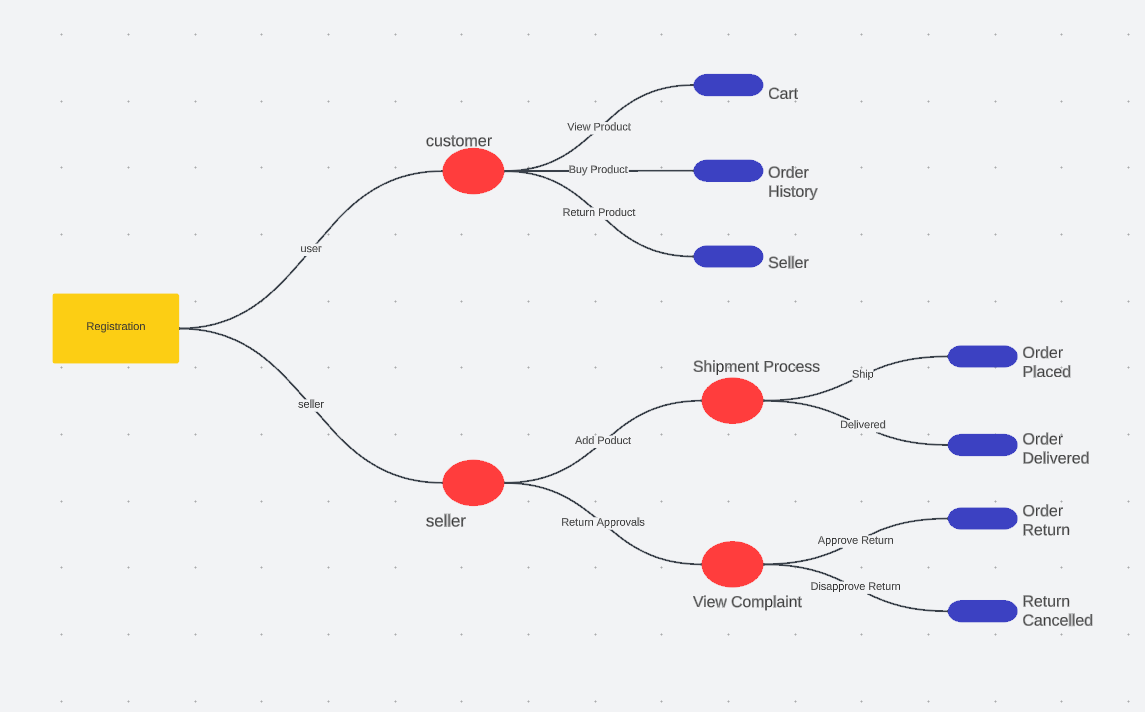 Cart
View Product
customer
Buy Product
Order
History
Return Product
user
Seller
Registration
Shipment Process
Ship
Order
Placed
seller
Delivered
Add Poduct
Order
Delivered
seller
Return Approvals
Order
Return
Approve Return
Disapprove Return
View Complaint
Return
Cancelled